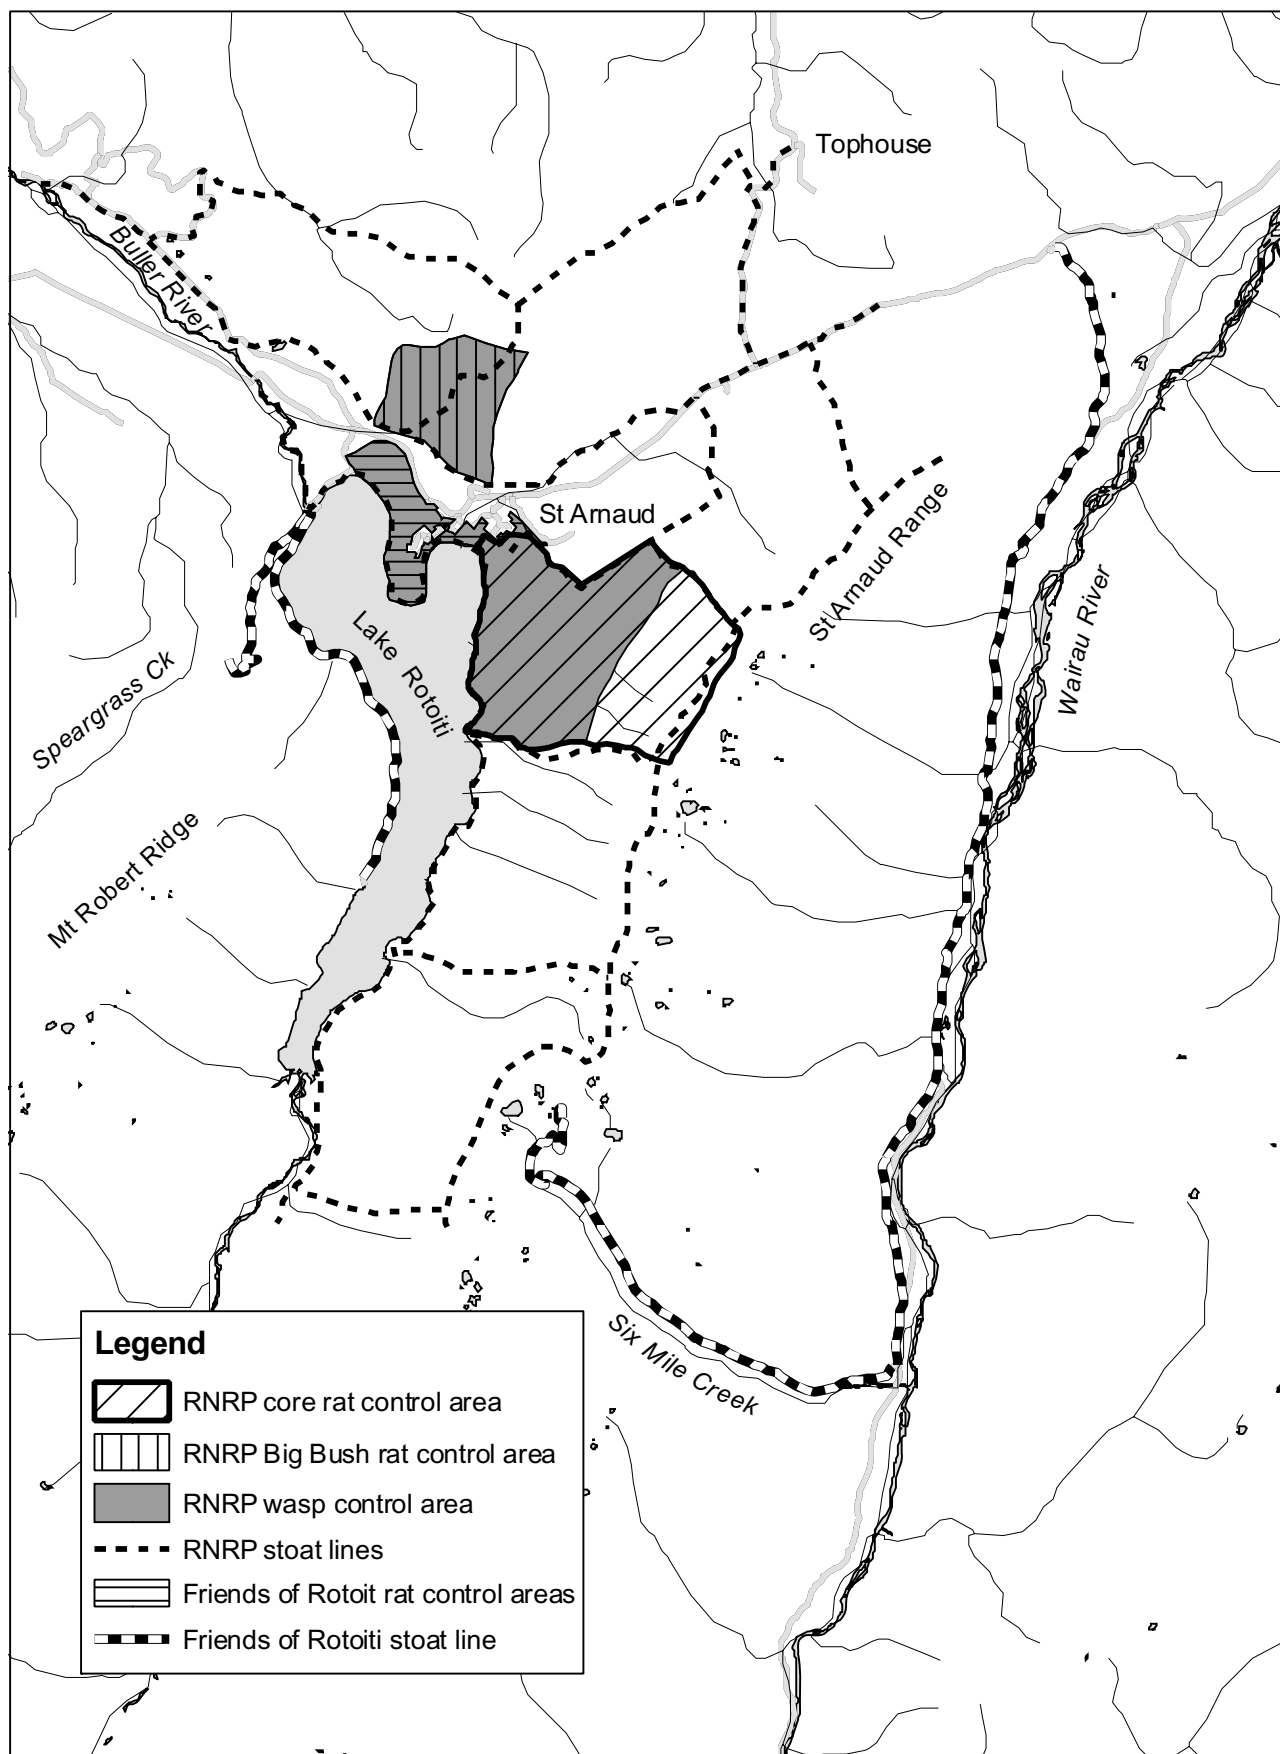 Tophouse
Buller River
St Arnaud
St Arnaud Range
Lake Rotoiti
Wairau River
Speargrass Ck
Mt Robert Ridge
Six Mile Creek
Legend
RNRP core rat control area
RNRP Big Bush rat control area
RNRP wasp control area
RNRP stoat lines
Friends of Rotoit rat control areas
Friends of Rotoiti stoat line